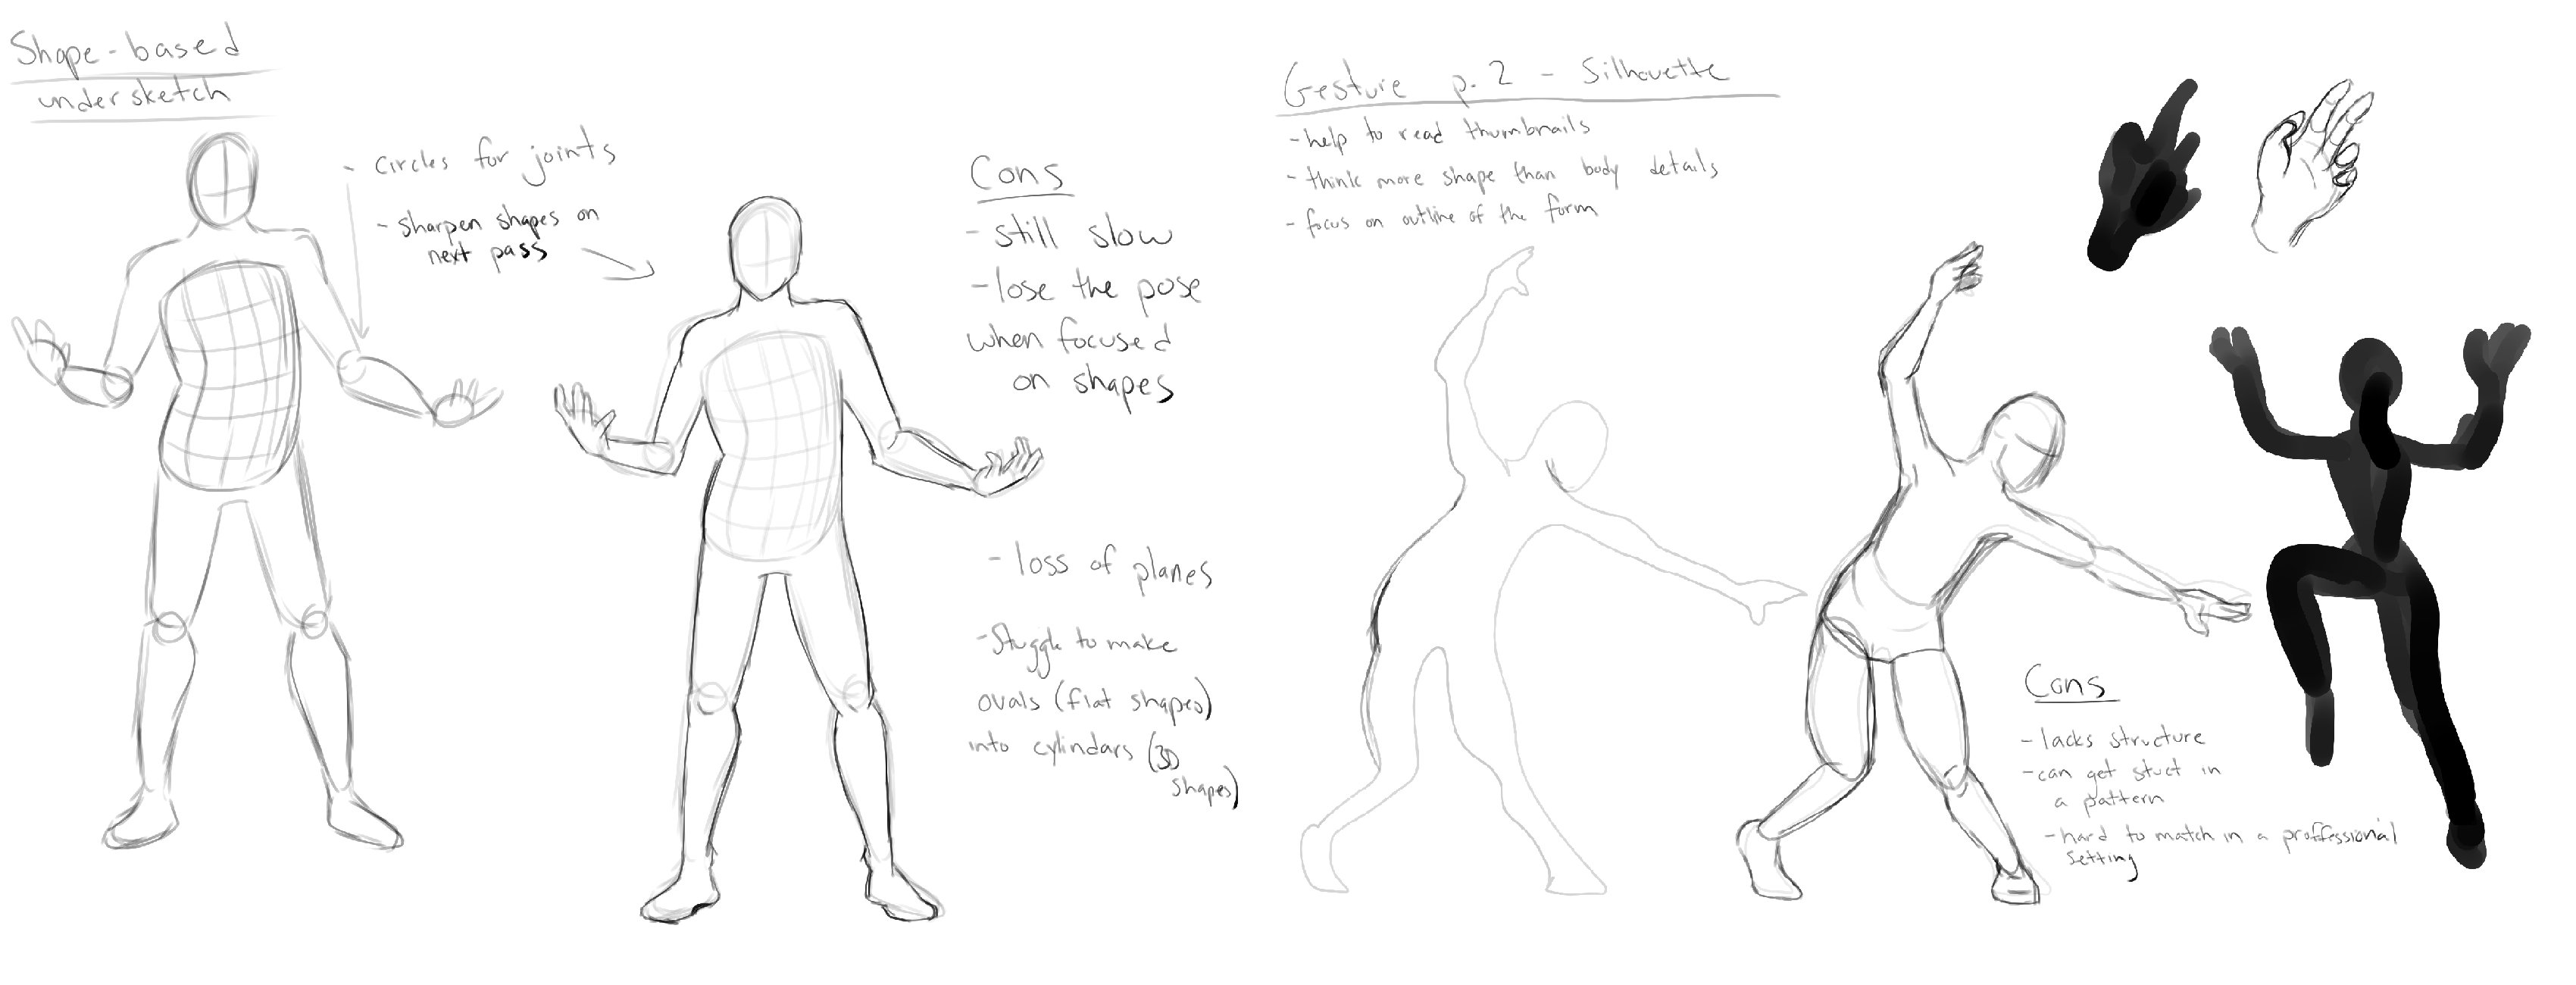 Shape-based
undersketch
- Circles for joints
- sharpen shapes on
next pass
Cons
- still slow
- lose the pose
when focused
on shapes
- loss of planes
- Stuggle to make
ovals (flat shapes)
into cylindars (3D
shapes)
Gesture p. 2 - Silhouette
- help to read thumbnails
- think more shape than body details
- focus on outline of the form
Cons
- lacks structure
- can get stuct in
a pattern
- hard to match in a proffessional
setting